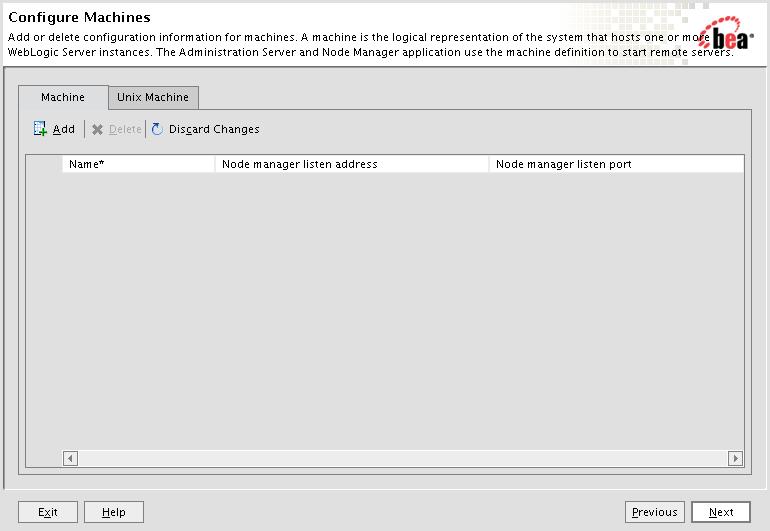 Configure Machines
Add or delete configuration information for machines. A machine is the logical representation of the system that hosts one or more
WebLogic Server instances. The Administration Server and Node Manager application use the machine definition to start remote servers.
bea
Machine Unix Machine
Add Delete Discard Changes
Name* Node manager listen address Node manager listen port
Exit Help Previous Next